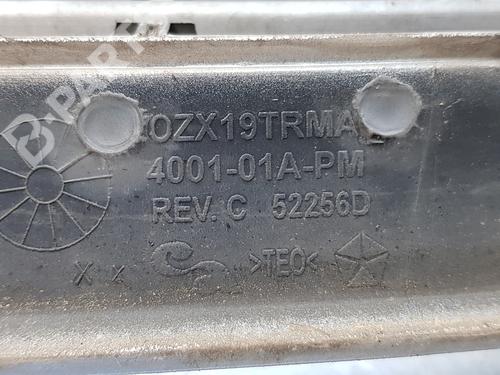 0ZX19TRMA
4001-01A-PM
REV. C 52256D
X x >TEO<